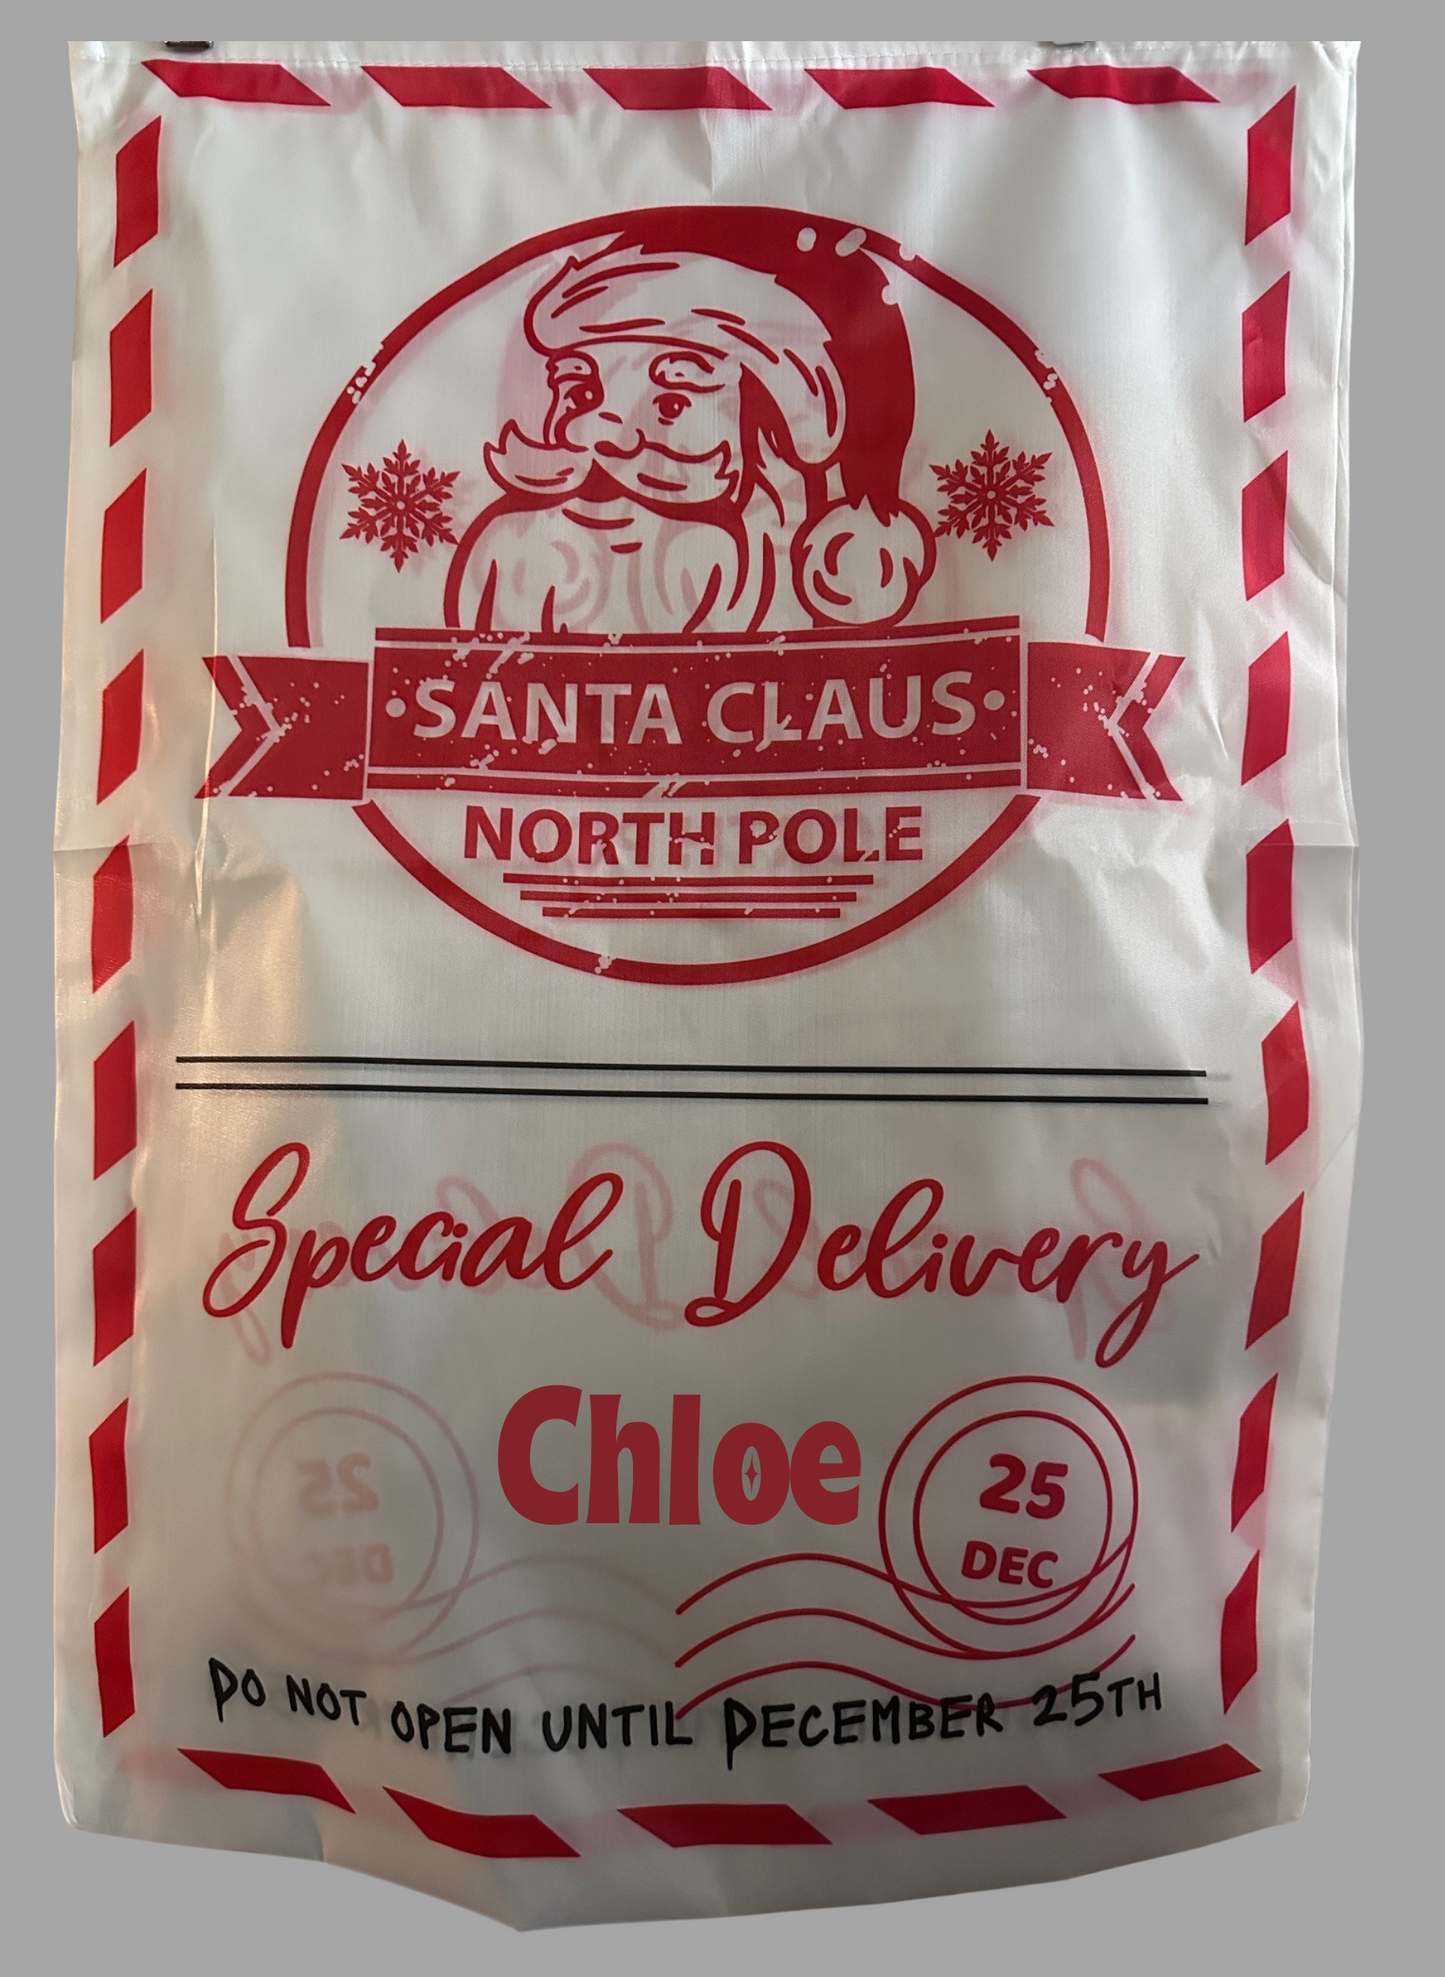 •SANTA CLAUS•
NORTH POLE
Special Delivery
Chloe
25
DEC
DO NOT OPEN UNTIL DECEMBER 25TH